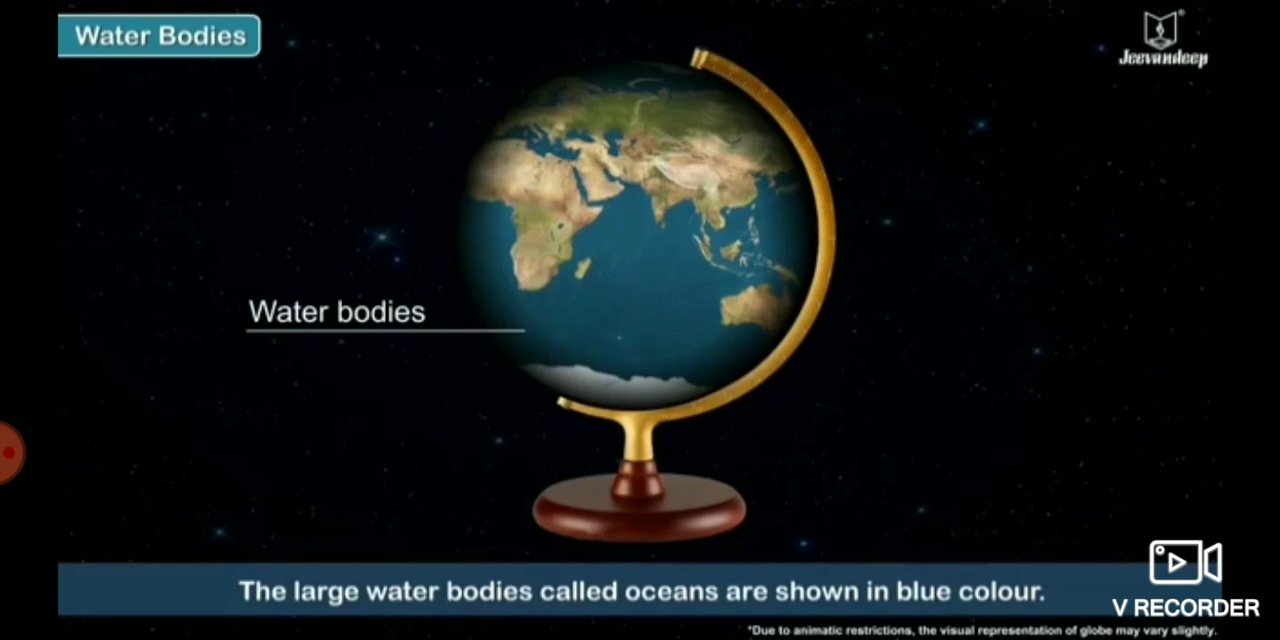 Water Bodies
Jeevandeep
Water bodies
The large water bodies called oceans are shown in blue colour.
V RECORDER
*Due to animatic restrictions, the visual representation of globe may vary slightly.